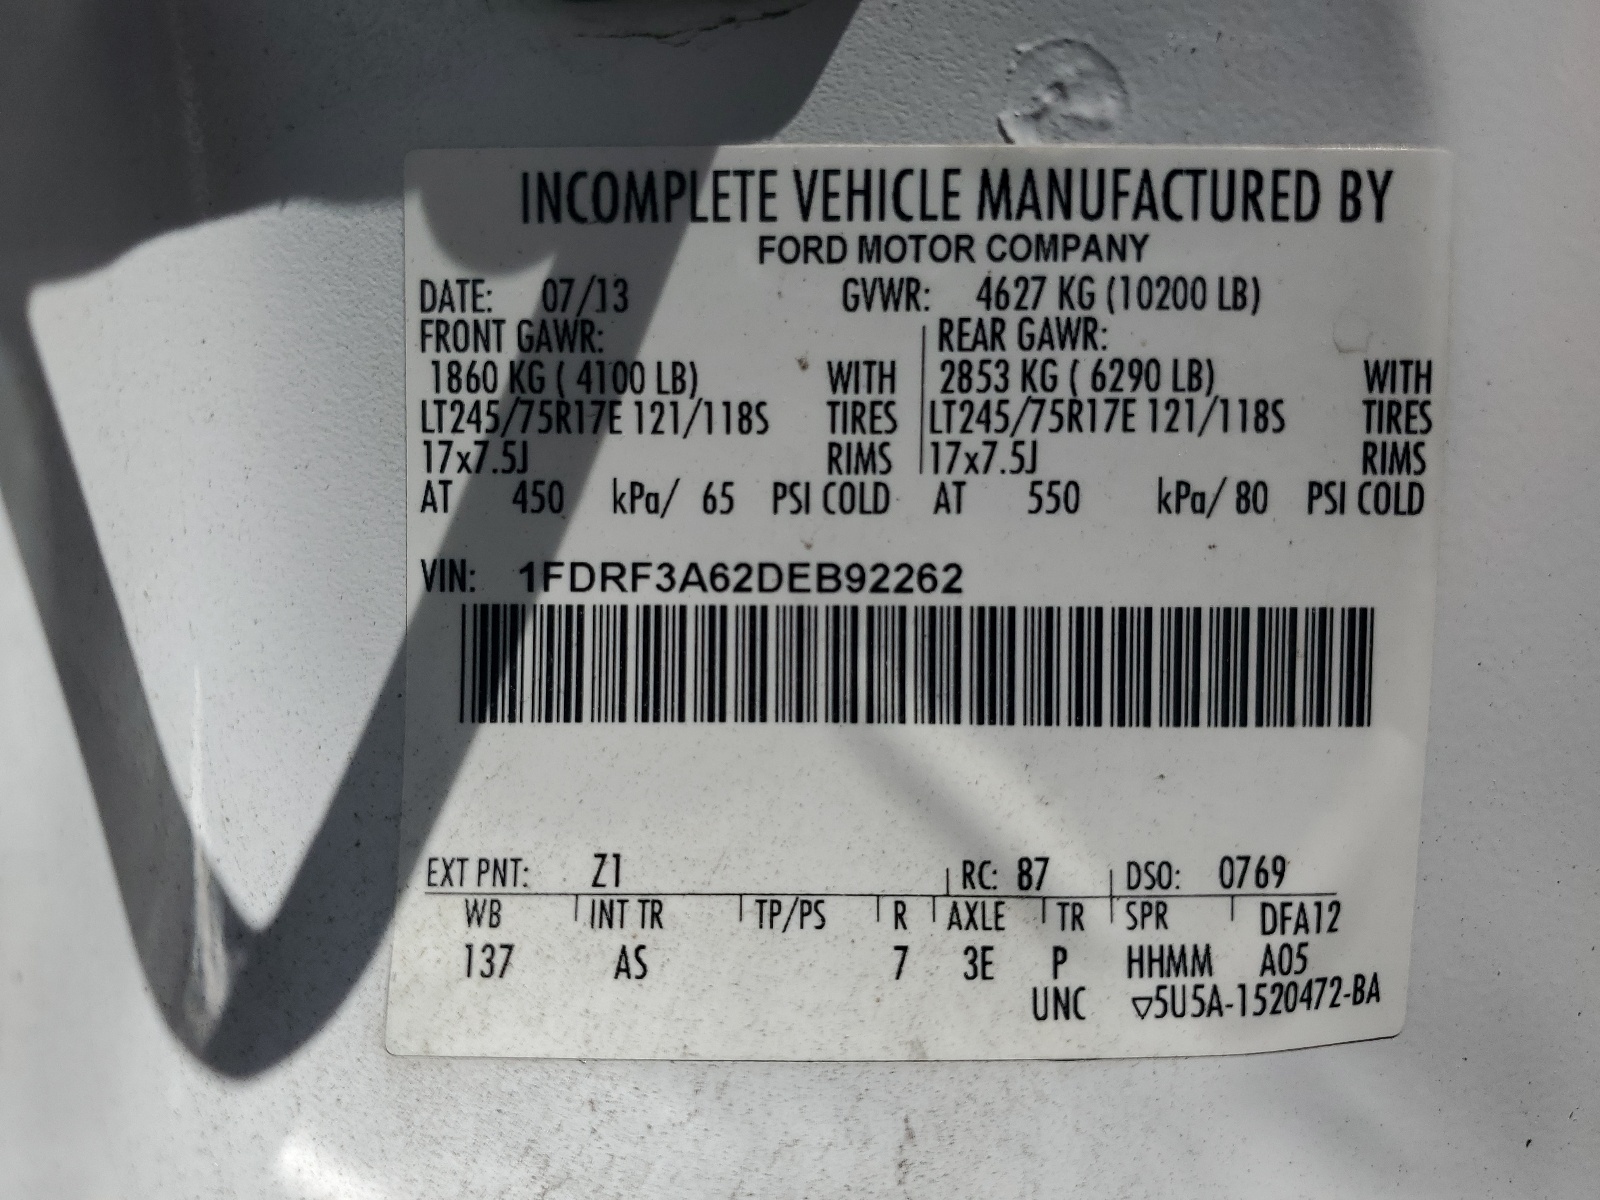 INCOMPLETE VEHICLE MANUFACTURED BY
FORD MOTOR COMPANY
DATE: 07/13 GVWR: 4627 KG (10200 LB)
FRONT GAWR: REAR GAWR:
1860 KG ( 4100 LB) WITH 2853 KG ( 6290 LB) WITH
LT245/75R17E 121/118S TIRES LT245/75R17E 121/118S TIRES
17x7.5J RIMS 17x7.5J RIMS
AT 450 kPa/ 65 PSI COLD AT 550 kPa/ 80 PSI COLD
VIN: 1FDRF3A62DEB92262
EXT PNT: Z1 RC: 87 DSO: 0769
WB INT TR TP/PS R AXLE TR SPR DFA12
137 AS 7 3E P HHMM A05
UNC ▽5U5A-1520472-BA